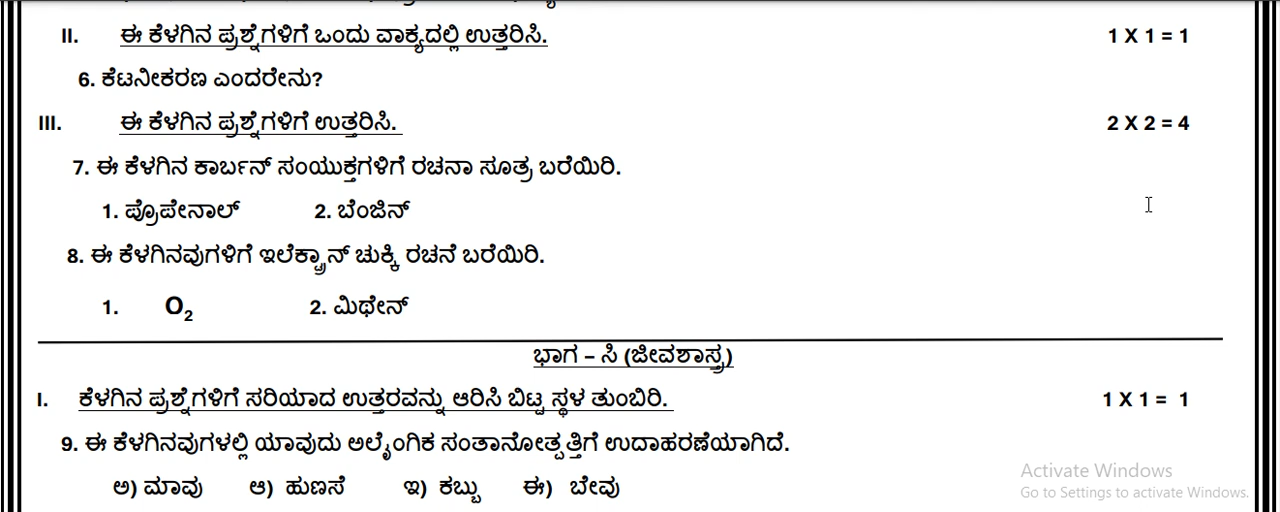 II. ಈ ಕೆಳಗಿನ ಪ್ರಶ್ನೆಗಳಿಗೆ ಒಂದು ವಾಕ್ಯದಲ್ಲಿ ಉತ್ತರಿಸಿ. 1 X 1 = 1
6. ಕೆಟನೀಕರಣ ಎಂದರೇನು?
III. ಈ ಕೆಳಗಿನ ಪ್ರಶ್ನೆಗಳಿಗೆ ಉತ್ತರಿಸಿ. 2 X 2 = 4
7. ಈ ಕೆಳಗಿನ ಕಾರ್ಬನ್ ಸಂಯುಕ್ತಗಳಿಗೆ ರಚನಾ ಸೂತ್ರ ಬರೆಯಿರಿ.
1. ಪ್ರೊಪೇನಾಲ್ 2. ಬೆಂಜಿನ್
8. ಈ ಕೆಳಗಿನವುಗಳಿಗೆ ಇಲೆಕ್ಟ್ರಾನ್ ಚುಕ್ಕಿ ರಚನೆ ಬರೆಯಿರಿ.
1. O₂ 2. ಮಿಥೇನ್
ಭಾಗ – ಸಿ (ಜೀವಶಾಸ್ತ್ರ)
I. ಕೆಳಗಿನ ಪ್ರಶ್ನೆಗಳಿಗೆ ಸರಿಯಾದ ಉತ್ತರವನ್ನು ಆರಿಸಿ ಬಿಟ್ಟ ಸ್ಥಳ ತುಂಬಿರಿ. 1 X 1 = 1
9. ಈ ಕೆಳಗಿನವುಗಳಲ್ಲಿ ಯಾವುದು ಅಲೈಂಗಿಕ ಸಂತಾನೋತ್ಪತ್ತಿಗೆ ಉದಾಹರಣೆಯಾಗಿದೆ.
ಅ) ಮಾವು ಆ) ಹುಣಸೆ ಇ) ಕಬ್ಬು ಈ) ಬೇವು
Activate Windows
Go to Settings to activate Windows.